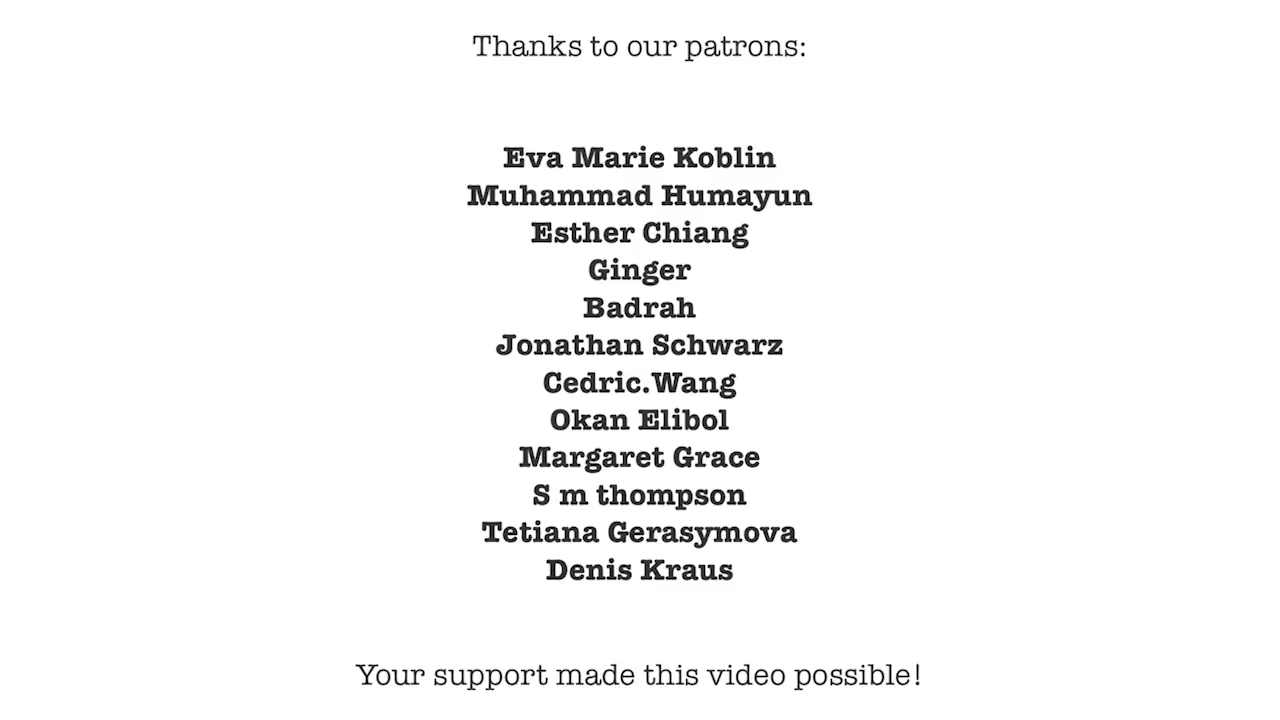 Thanks to our patrons:
Eva Marie Koblin
Muhammad Humayun
Esther Chiang
Ginger
Badrah
Jonathan Schwarz
Cedric.Wang
Okan Elibol
Margaret Grace
S m thompson
Tetiana Gerasymova
Denis Kraus
Your support made this video possible!